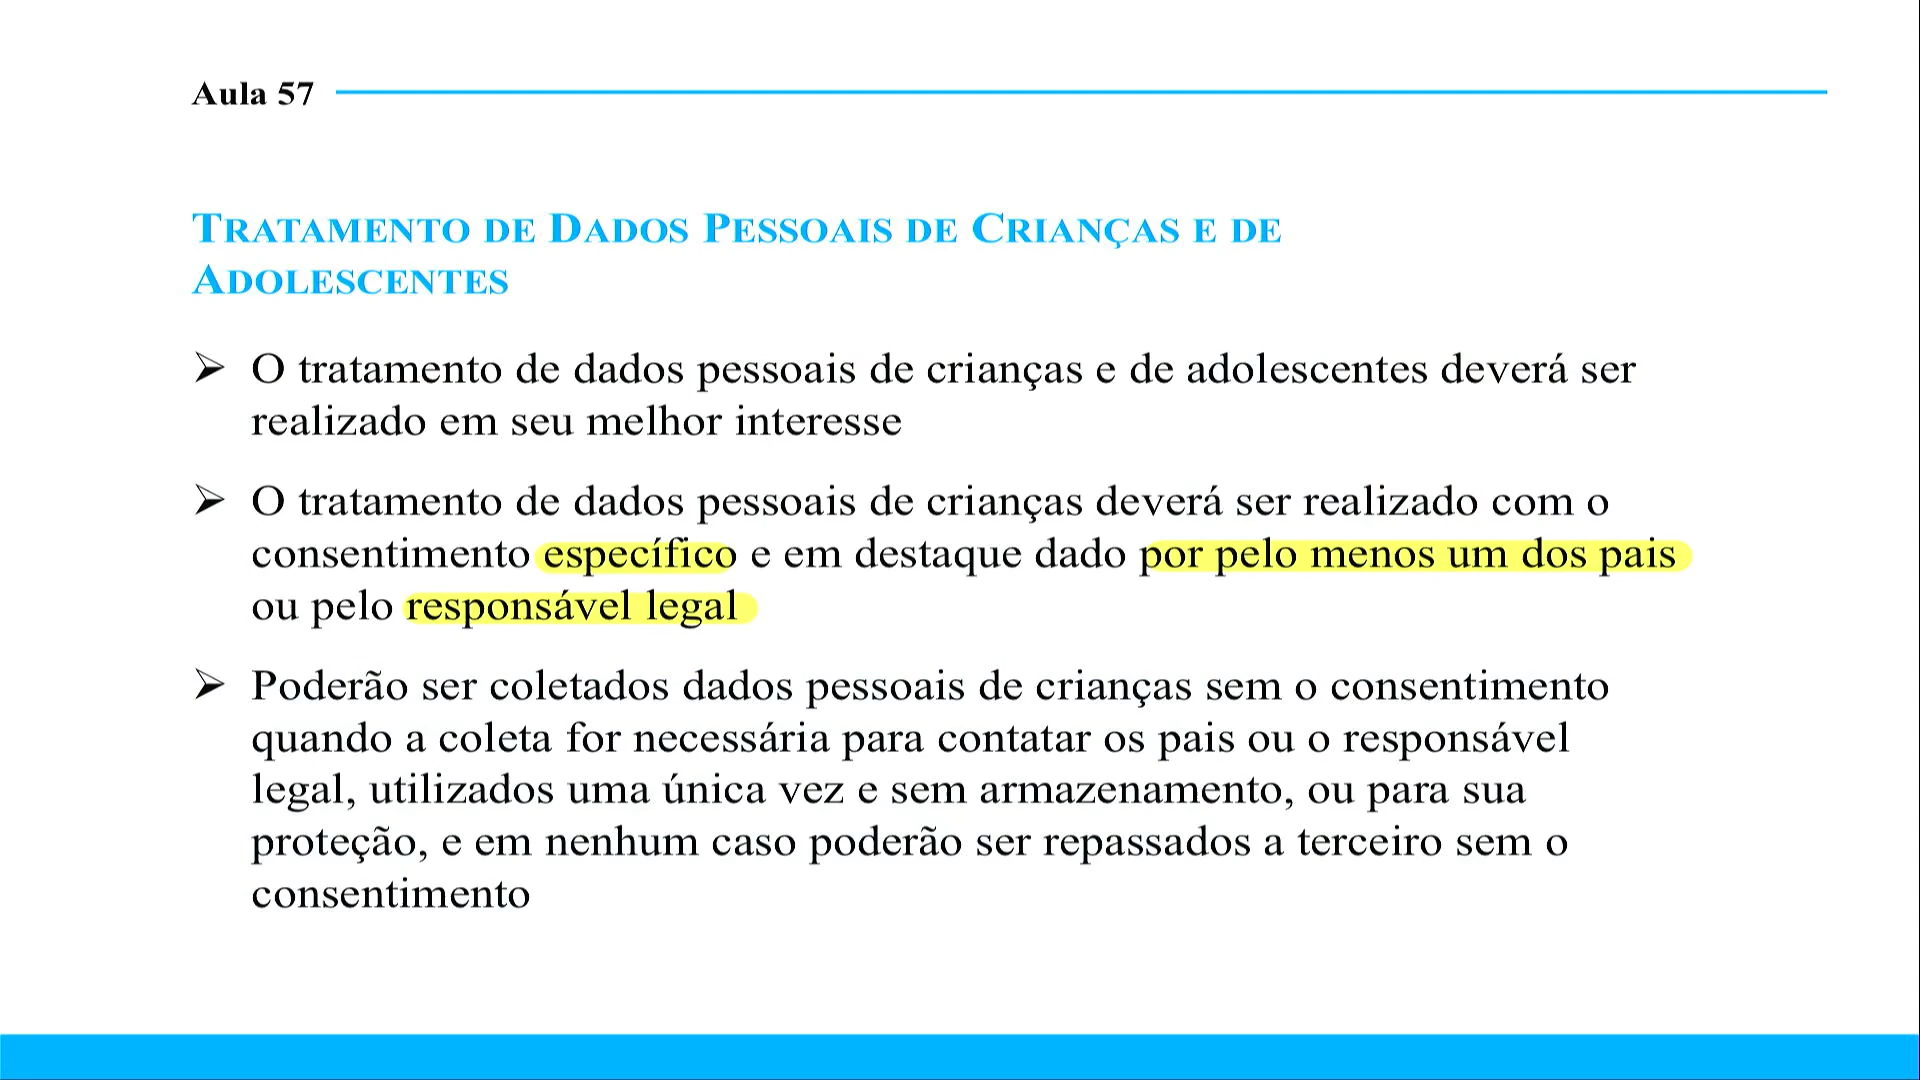 Aula 57
Tratamento de Dados Pessoais de Crianças e de
Adolescentes
➢ O tratamento de dados pessoais de crianças e de adolescentes deverá ser
realizado em seu melhor interesse
➢ O tratamento de dados pessoais de crianças deverá ser realizado com o
consentimento específico e em destaque dado por pelo menos um dos pais
ou pelo responsável legal
➢ Poderão ser coletados dados pessoais de crianças sem o consentimento
quando a coleta for necessária para contatar os pais ou o responsável
legal, utilizados uma única vez e sem armazenamento, ou para sua
proteção, e em nenhum caso poderão ser repassados a terceiro sem o
consentimento